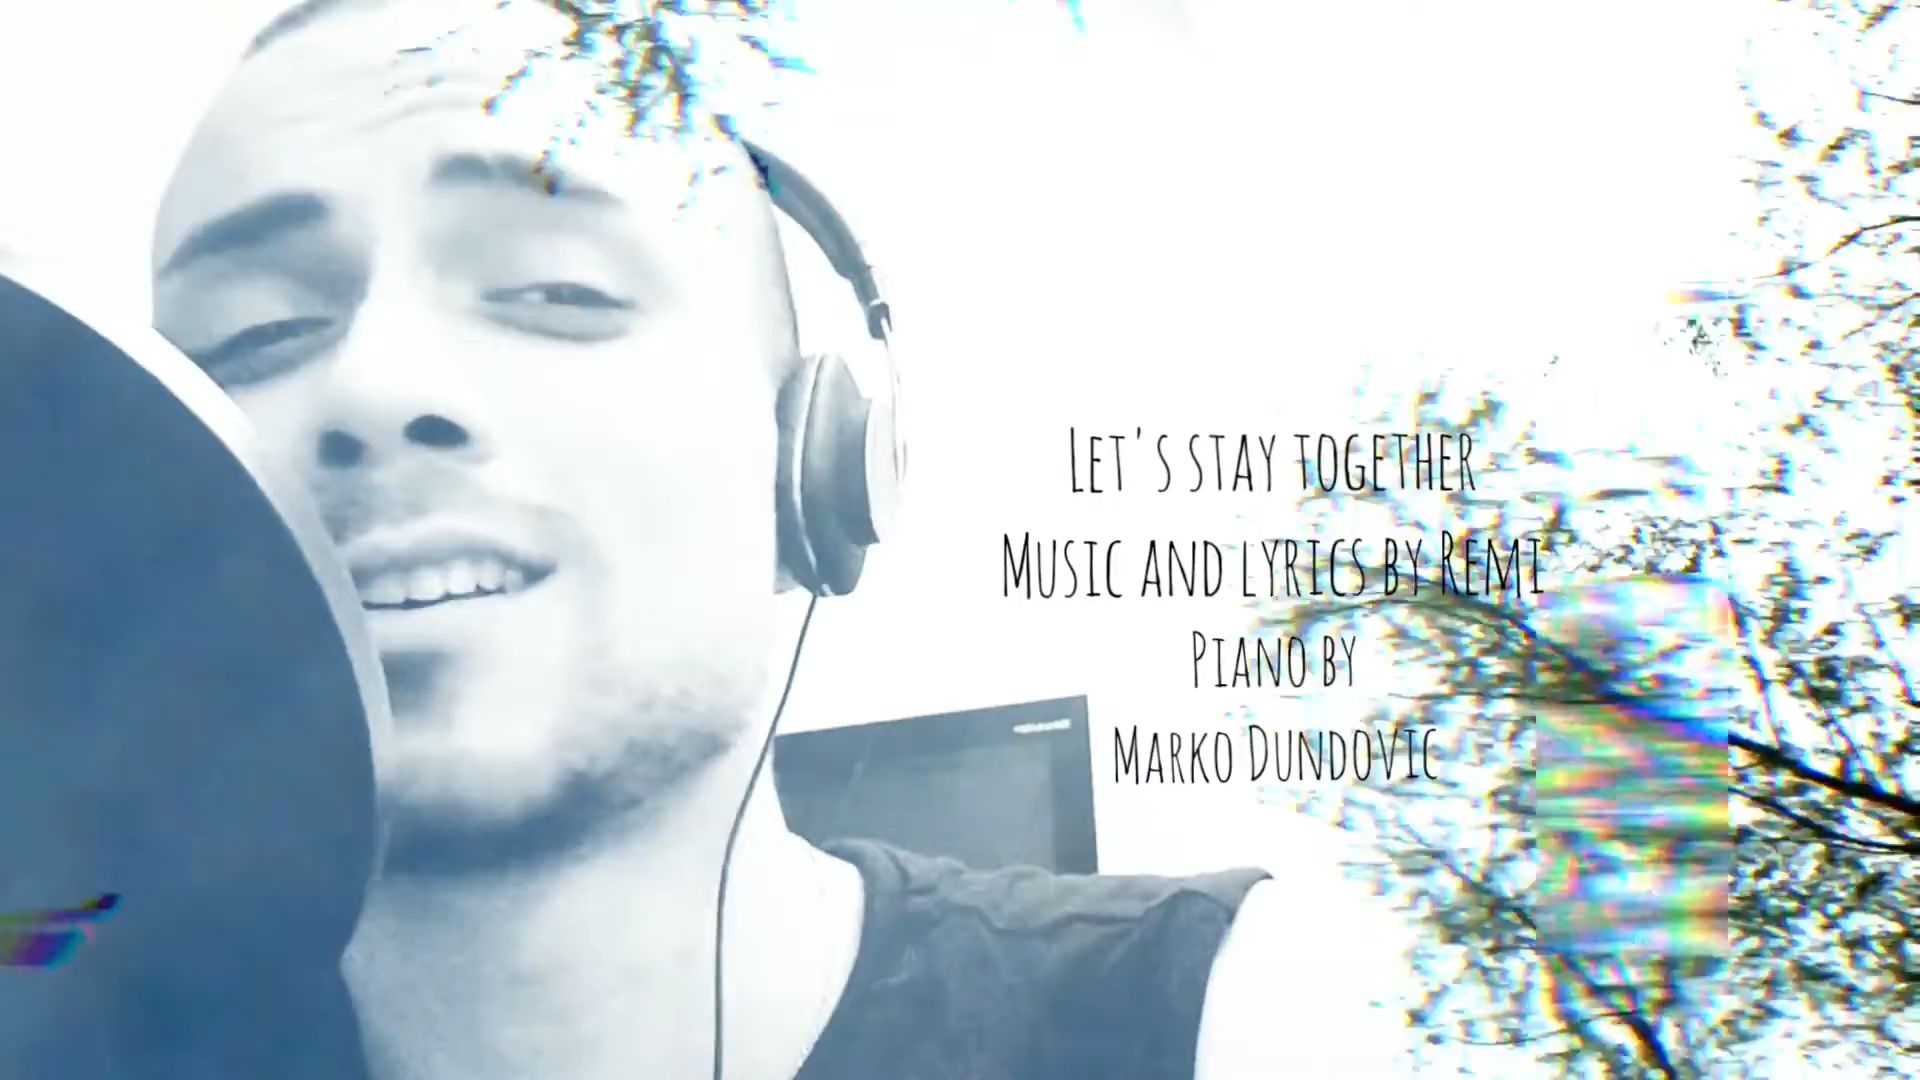 Let's stay together
Music and lyrics by Remi
Piano by
Marko Dundovic